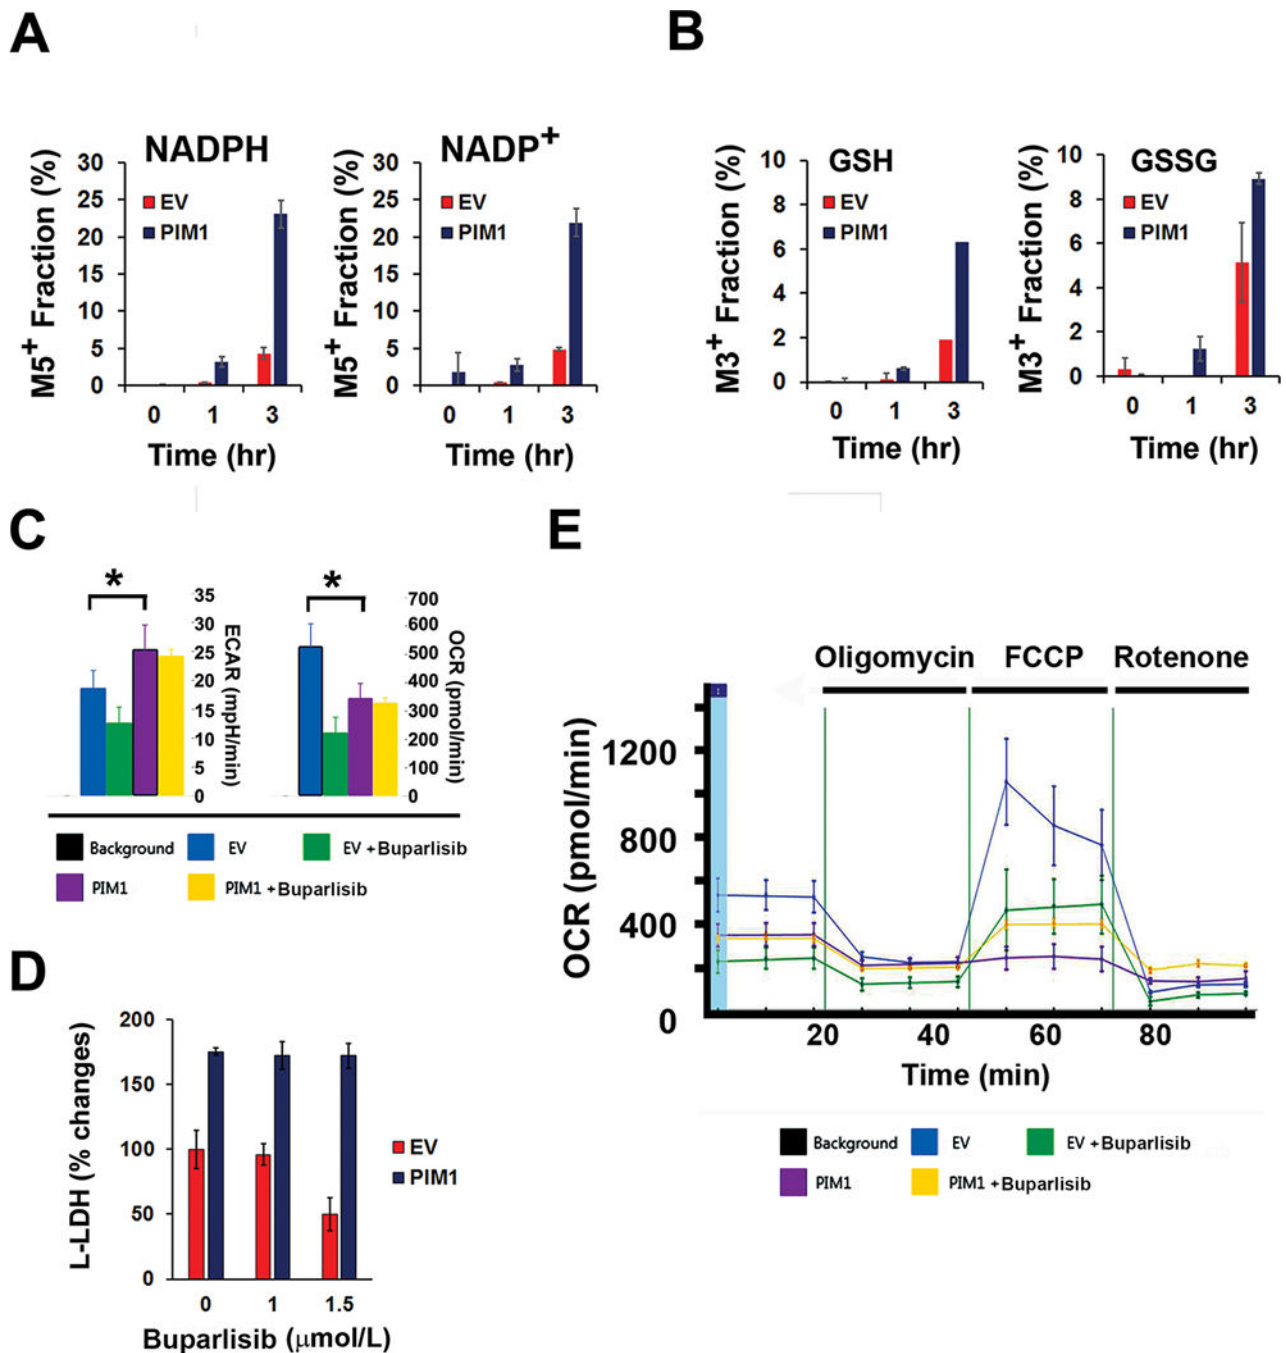 A
B
NADPH
NADP+
GSH
GSSG
M5+ Fraction (%)
30
25
20
15
10
5
0
EV
PIM1
0 1 3
Time (hr)
M5+ Fraction (%)
30
25
20
15
10
5
0
EV
PIM1
0 1 3
Time (hr)
M3+ Fraction (%)
10
8
6
4
2
0
EV
PIM1
0 1 3
Time (hr)
M3+ Fraction (%)
10
8
6
4
2
0
EV
PIM1
0 1 3
Time (hr)
C
*
35
30
25
20
15
10
5
0
ECAR (mpH/min)
*
700
600
500
400
300
200
100
0
OCR (pmol/min)
Background EV EV +Buparlisib
PIM1 PIM1 +Buparlisib
D
L-LDH (% changes)
200
150
100
50
0
EV
PIM1
0 1 1.5
Buparlisib (μmol/L)
E
Oligomycin FCCP Rotenone
OCR (pmol/min)
1200
800
400
0
20 40 60 80
Time (min)
Background EV EV +Buparlisib
PIM1 PIM1 +Buparlisib